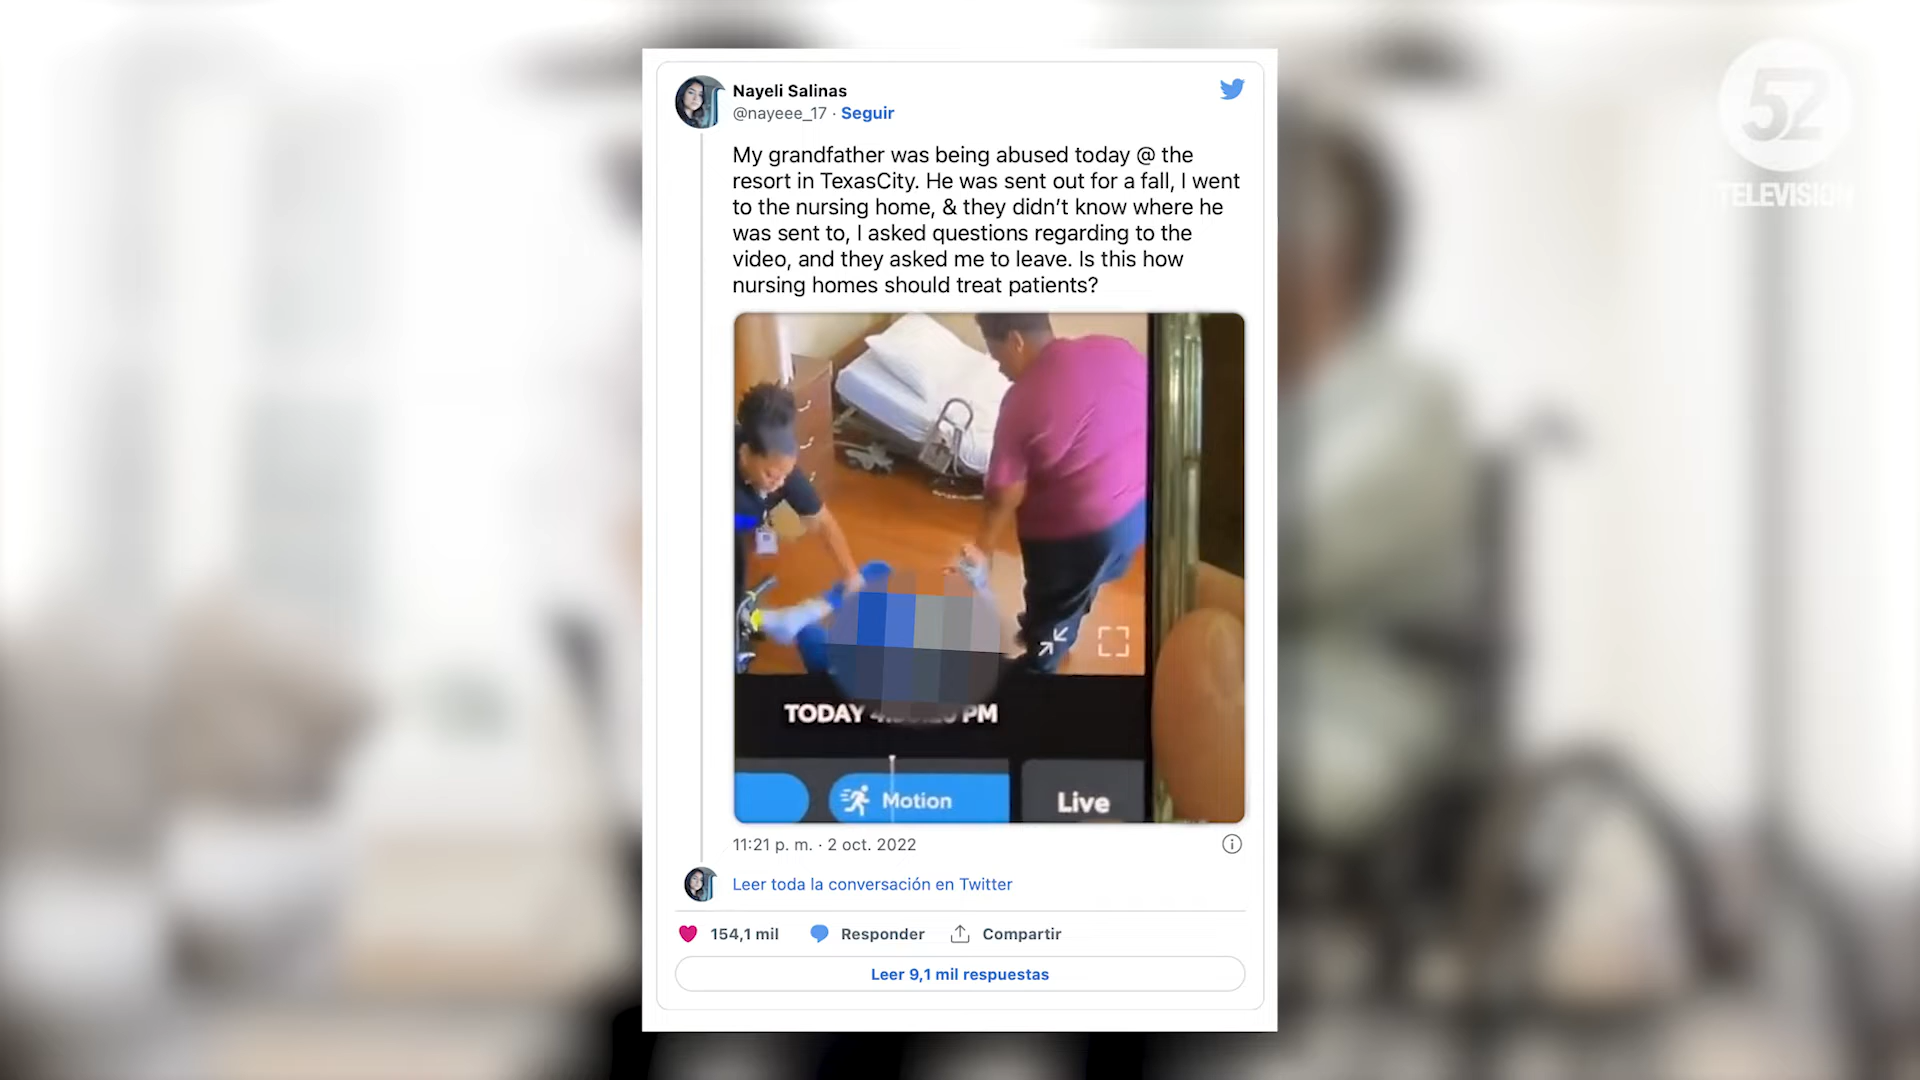 52
TELEVISION
Nayeli Salinas
@nayeee_17 · Seguir
My grandfather was being abused today @ the
resort in TexasCity. He was sent out for a fall, I went
to the nursing home, & they didn’t know where he
was sent to, I asked questions regarding to the
video, and they asked me to leave. Is this how
nursing homes should treat patients?
TODAY PM
Motion
Live
11:21 p. m. · 2 oct. 2022
Leer toda la conversación en Twitter
154,1 mil Responder Compartir
Leer 9,1 mil respuestas